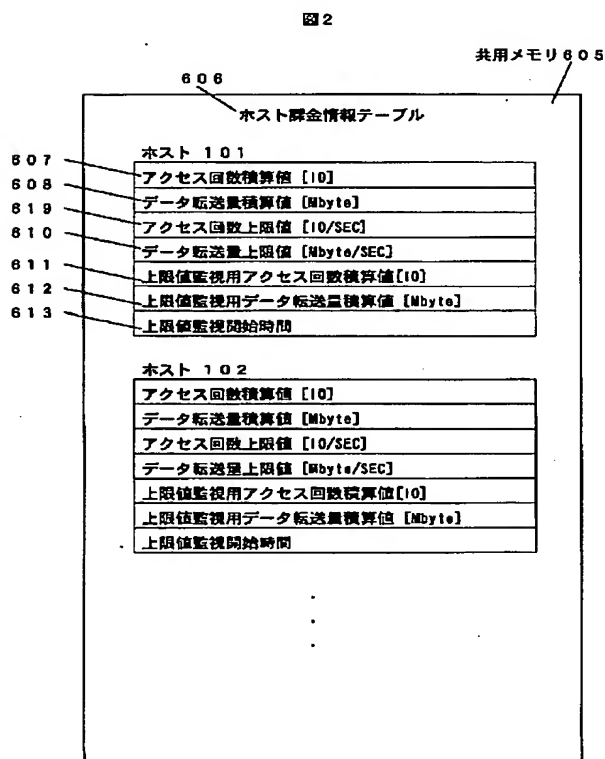 図2
共用メモリ605
606
ホスト課金情報テーブル
ホスト 101
607
アクセス回数積算値 [IO]
608
データ転送量積算値 [Mbyte]
619
アクセス回数上限値 [IO/SEC]
610
データ転送量上限値 [Mbyte/SEC]
611
上限値監視用アクセス回数積算値[IO]
612
上限値監視用データ転送量積算値 [Mbyte]
613
上限値監視開始時間
ホスト 102
アクセス回数積算値 [IO]
データ転送量積算値 [Mbyte]
アクセス回数上限値 [IO/SEC]
データ転送量上限値 [Mbyte/SEC]
上限値監視用アクセス回数積算値[IO]
上限値監視用データ転送量積算値 [Mbyte]
上限値監視開始時間